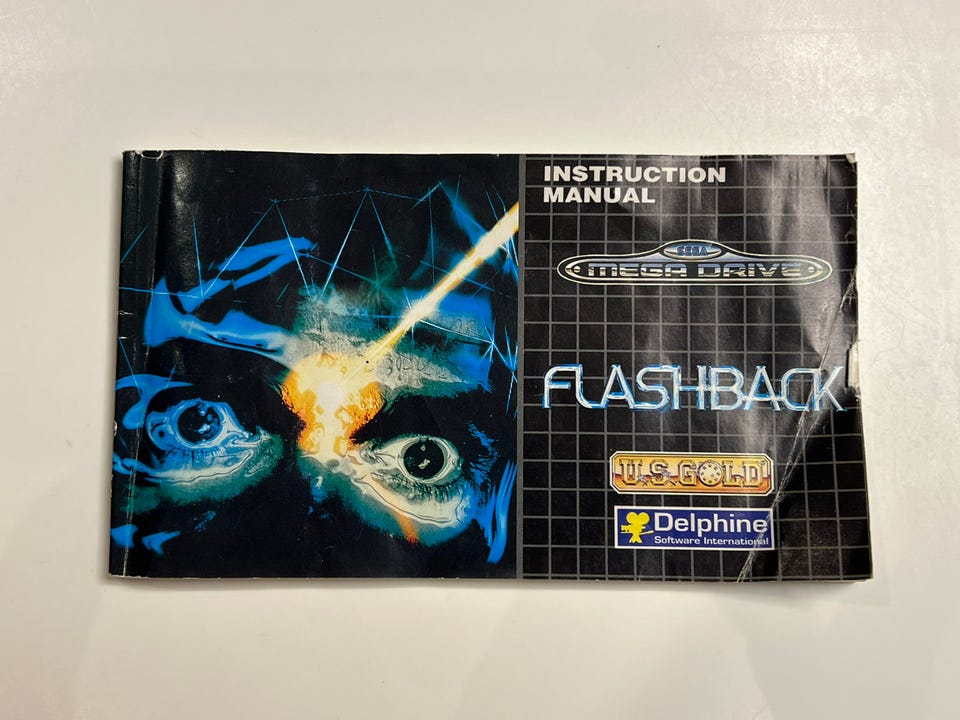 INSTRUCTION
MANUAL
SEGA
MEGA DRIVE
FLASHBACK
U.S. GOLD
Delphine
Software International